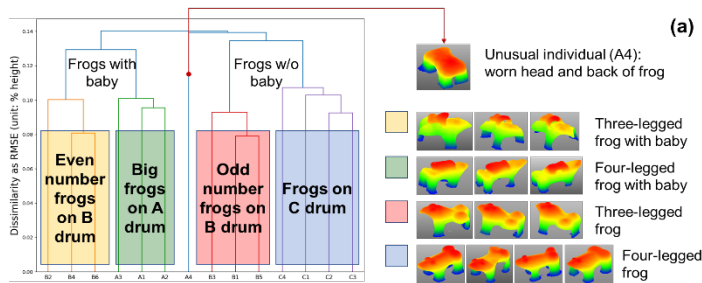 (a)
Dissimilarity as RMSE (unit: % height)
0.14
0.12
0.10
0.08
0.06
0.04
0.02
0.00
Frogs with
baby
Frogs w/o
baby
Even
number
frogs
on B
drum
Big
frogs
on A
drum
Odd
number
frogs on
B drum
Frogs on
C drum
B2 B4 B6 A3 A1 A2 A4 B3 B1 B5 C4 C1 C2 C3
Unusual individual (A4):
worn head and back of frog
Three-legged
frog with baby
Four-legged
frog with baby
Three-legged
frog
Four-legged
frog